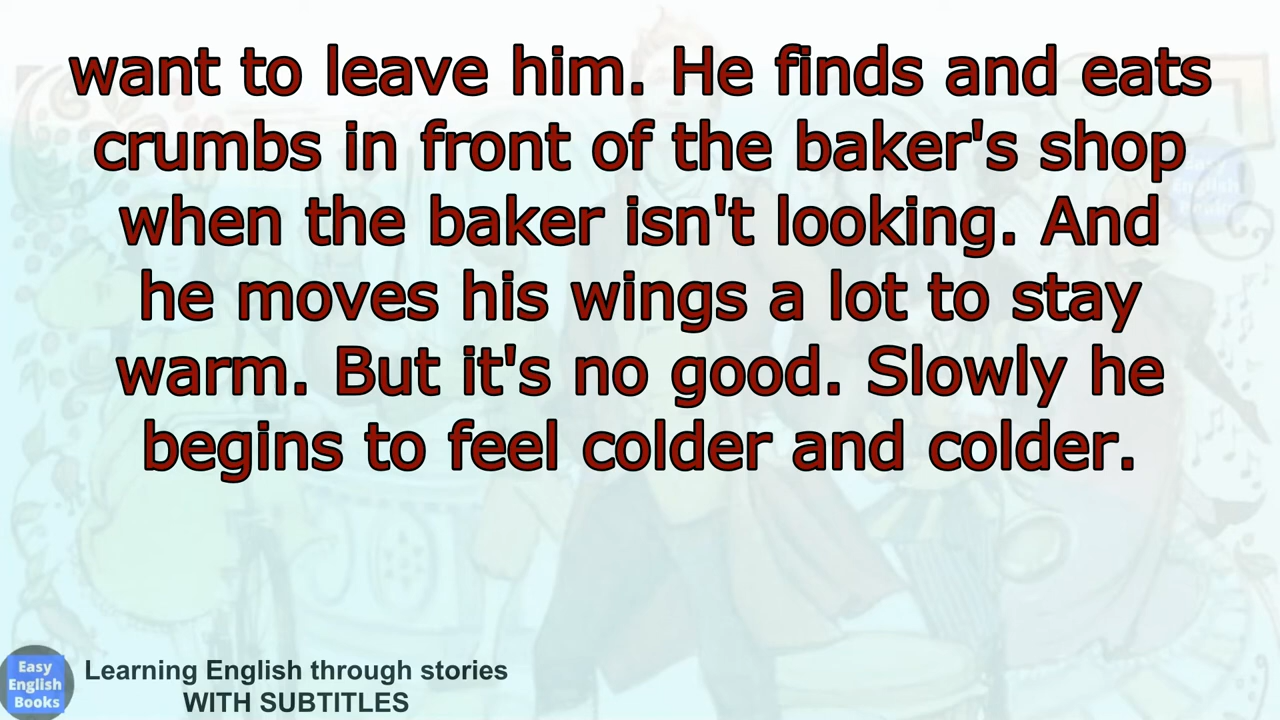 want to leave him. He finds and eats
crumbs in front of the baker's shop
when the baker isn't looking. And
he moves his wings a lot to stay
warm. But it's no good. Slowly he
begins to feel colder and colder.
Easy
English
Books
Learning English through stories
WITH SUBTITLES